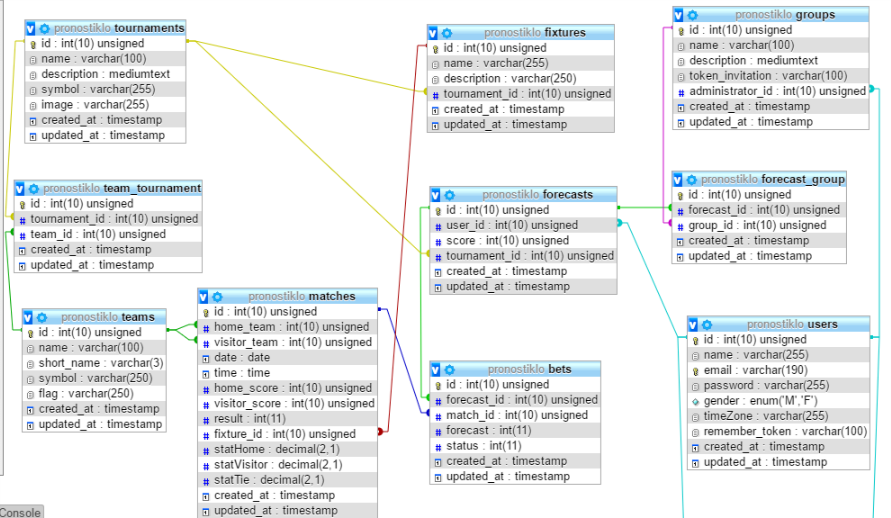 pronostiklo tournaments
id : int(10) unsigned
name : varchar(100)
description : mediumtext
symbol : varchar(255)
image : varchar(255)
created_at : timestamp
updated_at : timestamp
pronostiklo team_tournament
id : int(10) unsigned
tournament_id : int(10) unsigned
team_id : int(10) unsigned
created_at : timestamp
updated_at : timestamp
pronostiklo teams
id : int(10) unsigned
name : varchar(100)
short_name : varchar(3)
symbol : varchar(250)
flag : varchar(250)
created_at : timestamp
updated_at : timestamp
pronostiklo matches
id : int(10) unsigned
home_team : int(10) unsigned
visitor_team : int(10) unsigned
date : date
time : time
home_score : int(10) unsigned
visitor_score : int(10) unsigned
result : int(11)
fixture_id : int(10) unsigned
statHome : decimal(2,1)
statVisitor : decimal(2,1)
statTie : decimal(2,1)
created_at : timestamp
updated_at : timestamp
pronostiklo fixtures
id : int(10) unsigned
name : varchar(255)
description : varchar(250)
tournament_id : int(10) unsigned
created_at : timestamp
updated_at : timestamp
pronostiklo forecasts
id : int(10) unsigned
user_id : int(10) unsigned
score : int(10) unsigned
tournament_id : int(10) unsigned
created_at : timestamp
updated_at : timestamp
pronostiklo bets
id : int(10) unsigned
forecast_id : int(10) unsigned
match_id : int(10) unsigned
forecast : int(11)
status : int(11)
created_at : timestamp
updated_at : timestamp
pronostiklo groups
id : int(10) unsigned
name : varchar(100)
description : mediumtext
token_invitation : varchar(100)
administrator_id : int(10) unsigned
created_at : timestamp
updated_at : timestamp
pronostiklo forecast_group
id : int(10) unsigned
forecast_id : int(10) unsigned
group_id : int(10) unsigned
created_at : timestamp
updated_at : timestamp
pronostiklo users
id : int(10) unsigned
name : varchar(255)
email : varchar(190)
password : varchar(255)
gender : enum('M','F')
timeZone : varchar(255)
remember_token : varchar(100)
created_at : timestamp
updated_at : timestamp
Console